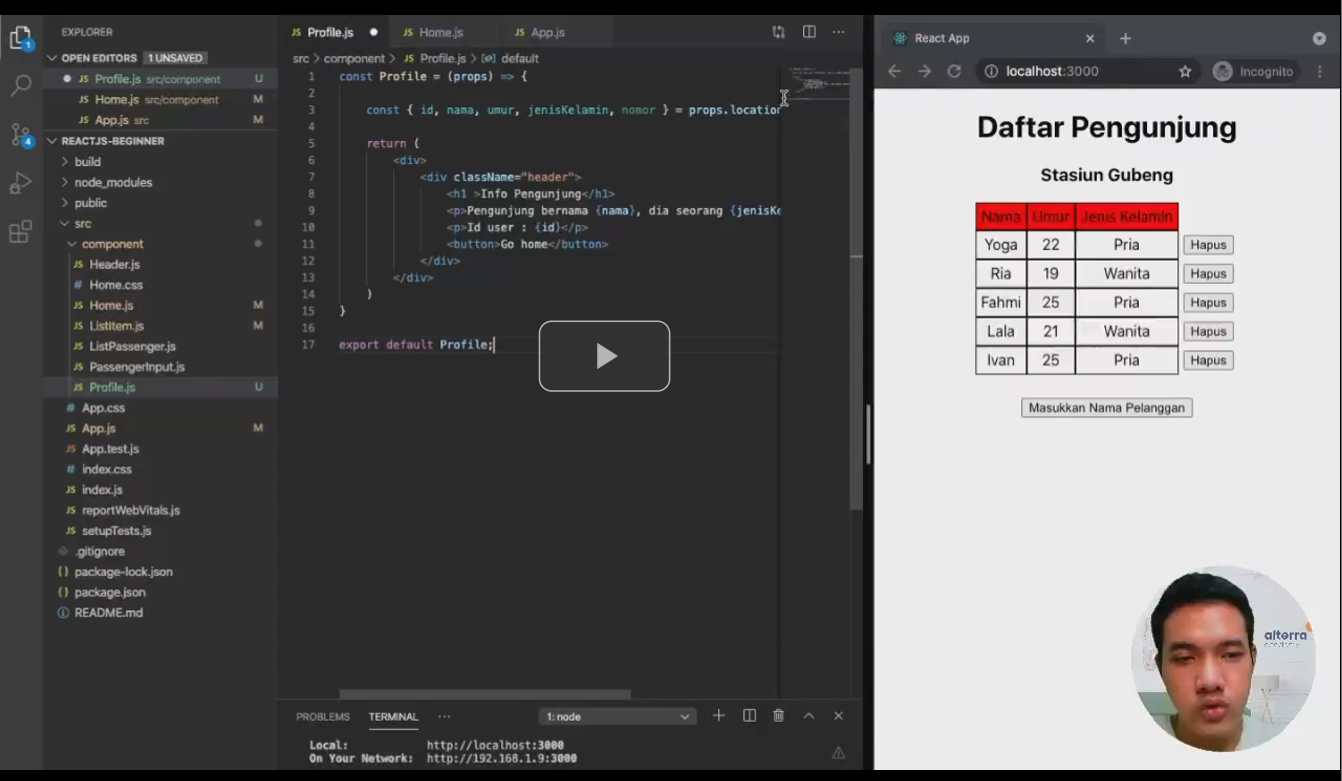 EXPLORER
OPEN EDITORS 1 UNSAVED
JS Profile.js src/component U
JS Home.js src/component M
JS App.js src M
REACTJS-BEGINNER
build
node_modules
public
src
component
JS Header.js
# Home.css
JS Home.js M
JS ListItem.js M
JS ListPassenger.js
JS PassengerInput.js
JS Profile.js U
# App.css
JS App.js M
JS App.test.js
# index.css
JS index.js
JS reportWebVitals.js
JS setupTests.js
.gitignore
{} package-lock.json
{} package.json
README.md
1
4
JS Profile.js JS Home.js JS App.js
src > component > JS Profile.js > default
1 const Profile = (props) => {
2
3 const { id, nama, umur, jenisKelamin, nomor } = props.location
4
5 return (
6 <div>
7 <div className="header">
8 <h1 >Info Pengunjung</h1>
9 <p>Pengunjung bernama {nama}, dia seorang {jenisKe
10 <p>Id user : {id}</p>
11 <button>Go home</button>
12 </div>
13 </div>
14 )
15 }
16
17 export default Profile;
PROBLEMS TERMINAL ... 1: node
Local: http://localhost:3000
On Your Network: http://192.168.1.9:3000
React App
localhost:3000 Incognito
Daftar Pengunjung
Stasiun Gubeng
Nama Umur Jenis Kelamin
Yoga 22 Pria Hapus
Ria 19 Wanita Hapus
Fahmi 25 Pria Hapus
Lala 21 Wanita Hapus
Ivan 25 Pria Hapus
Masukkan Nama Pelanggan
alterra
academy